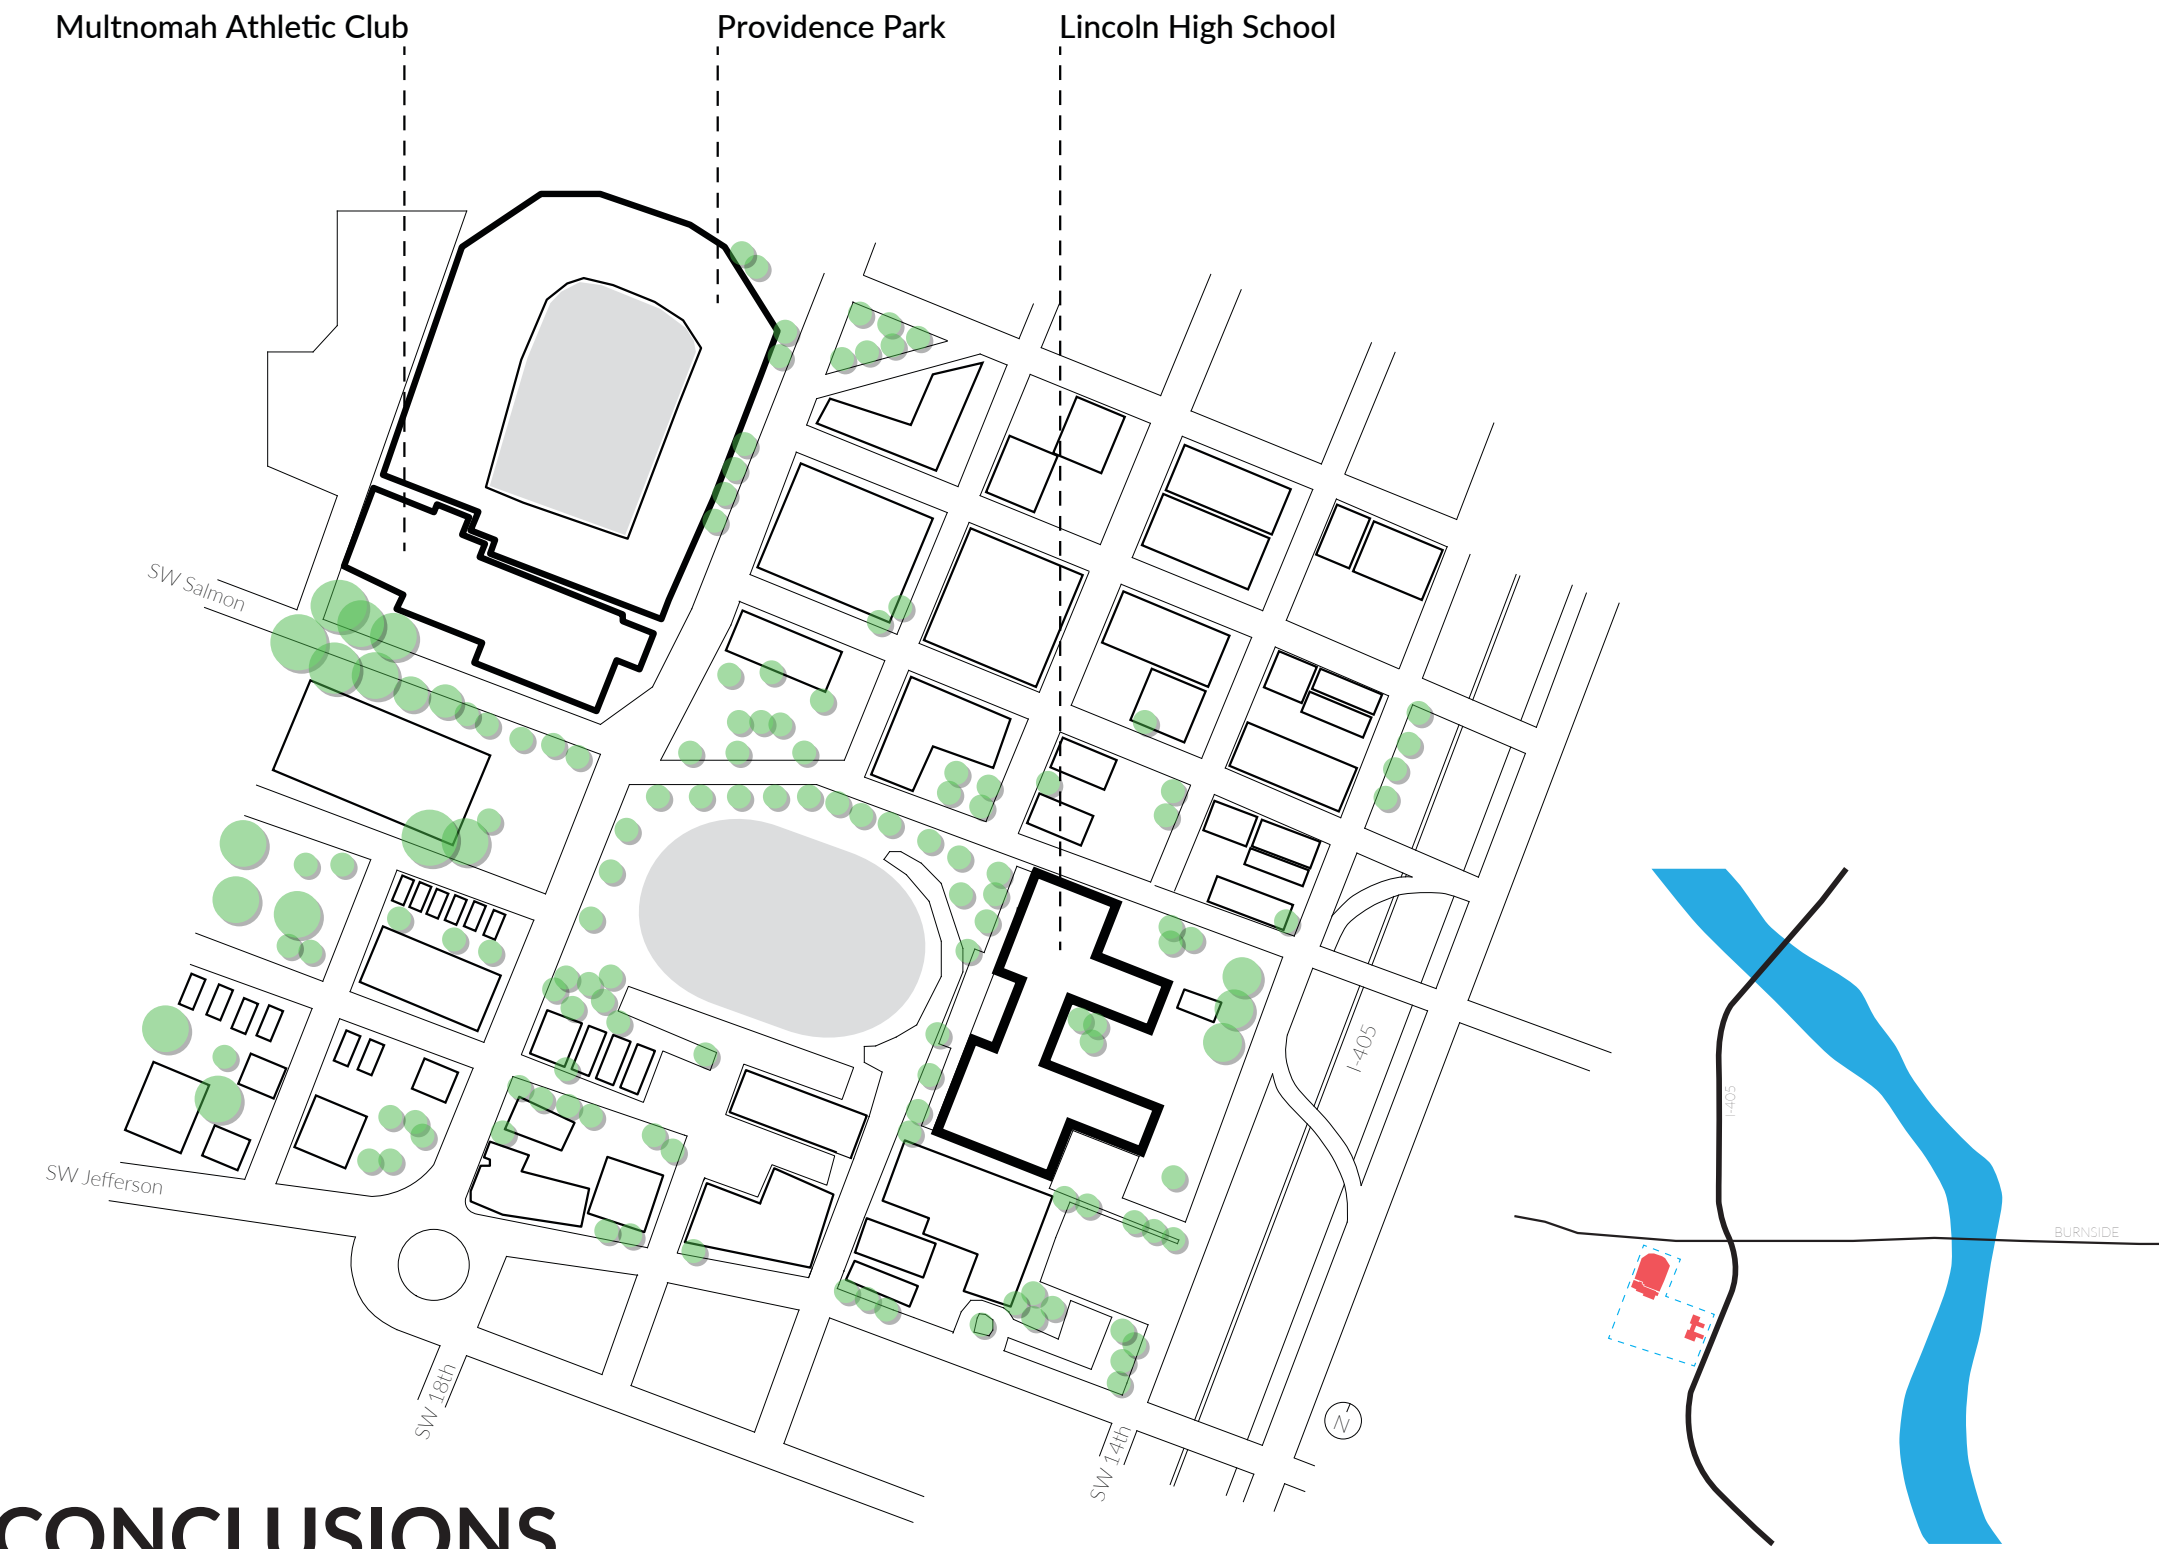 Multnomah Athletic Club
Providence Park
Lincoln High School
SW Salmon
SW Jefferson
SW 18th
SW 14th
I-405
N
I-405
BURNSIDE
CONCLUSIONS